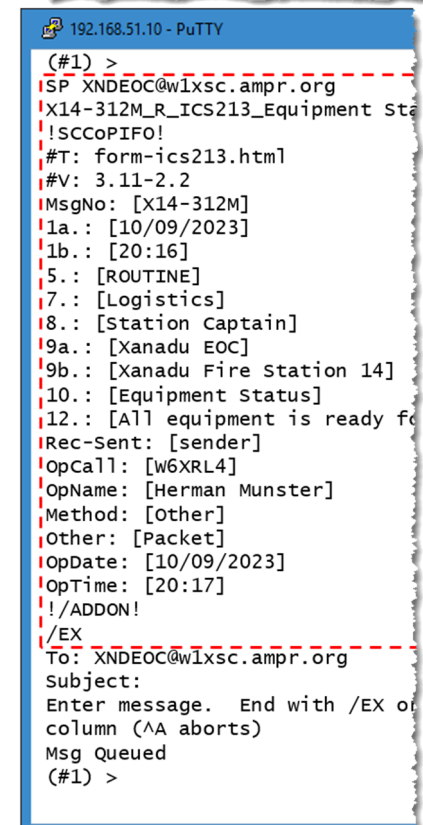 192.168.51.10 - PuTTY
(#1) >
SP XNDEOC@w1xsc.ampr.org
X14-312M_R_ICS213_Equipment Sta
!SCCoPIFO!
#T: form-ics213.html
#V: 3.11-2.2
MsgNo: [X14-312M]
1a.: [10/09/2023]
1b.: [20:16]
5.: [ROUTINE]
7.: [Logistics]
8.: [Station Captain]
9a.: [Xanadu EOC]
9b.: [Xanadu Fire Station 14]
10.: [Equipment Status]
12.: [All equipment is ready fo
Rec-Sent: [sender]
OpCall: [W6XRL4]
OpName: [Herman Munster]
Method: [Other]
Other: [Packet]
OpDate: [10/09/2023]
OpTime: [20:17]
!/ADDON!
/EX
To: XNDEOC@w1xsc.ampr.org
Subject:
Enter message.  End with /EX or
column (^A aborts)
Msg Queued
(#1) >